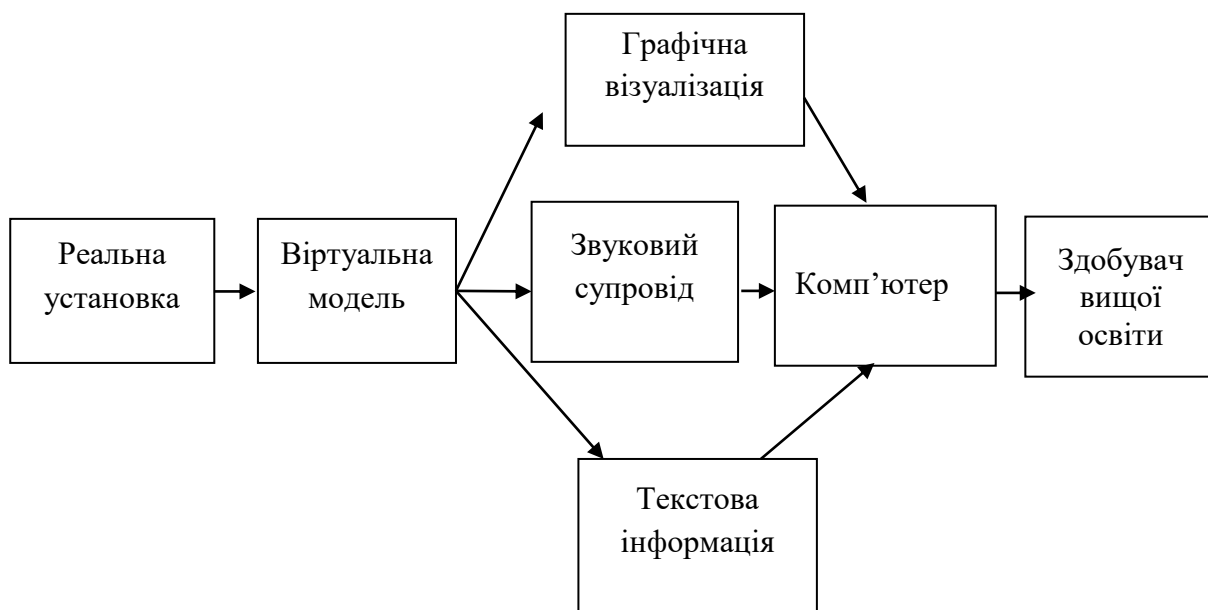 Графічна
візуалізація
Реальна
установка
Віртуальна
модель
Звуковий
супровід
Комп’ютер
Здобувач
вищої
освіти
Текстова
інформація